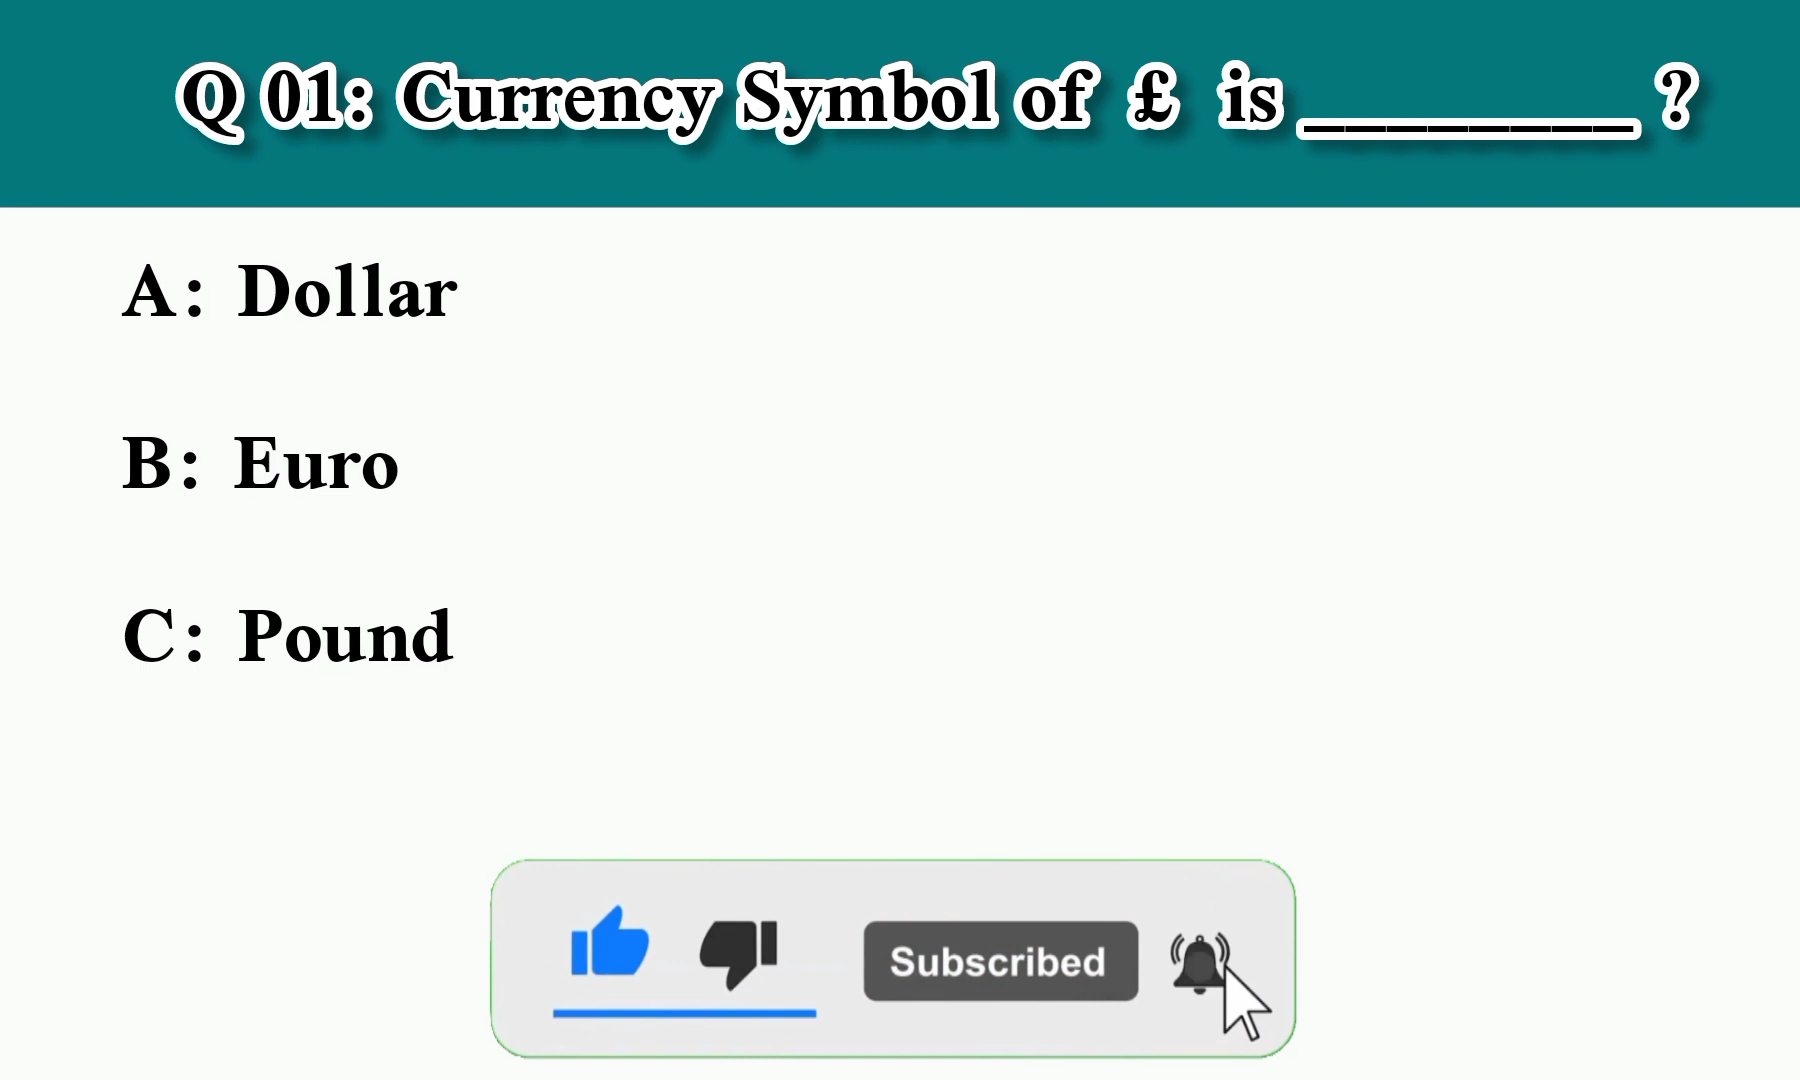 Q 01: Currency Symbol of £ is ________ ?
A: Dollar
B: Euro
C: Pound
Subscribed